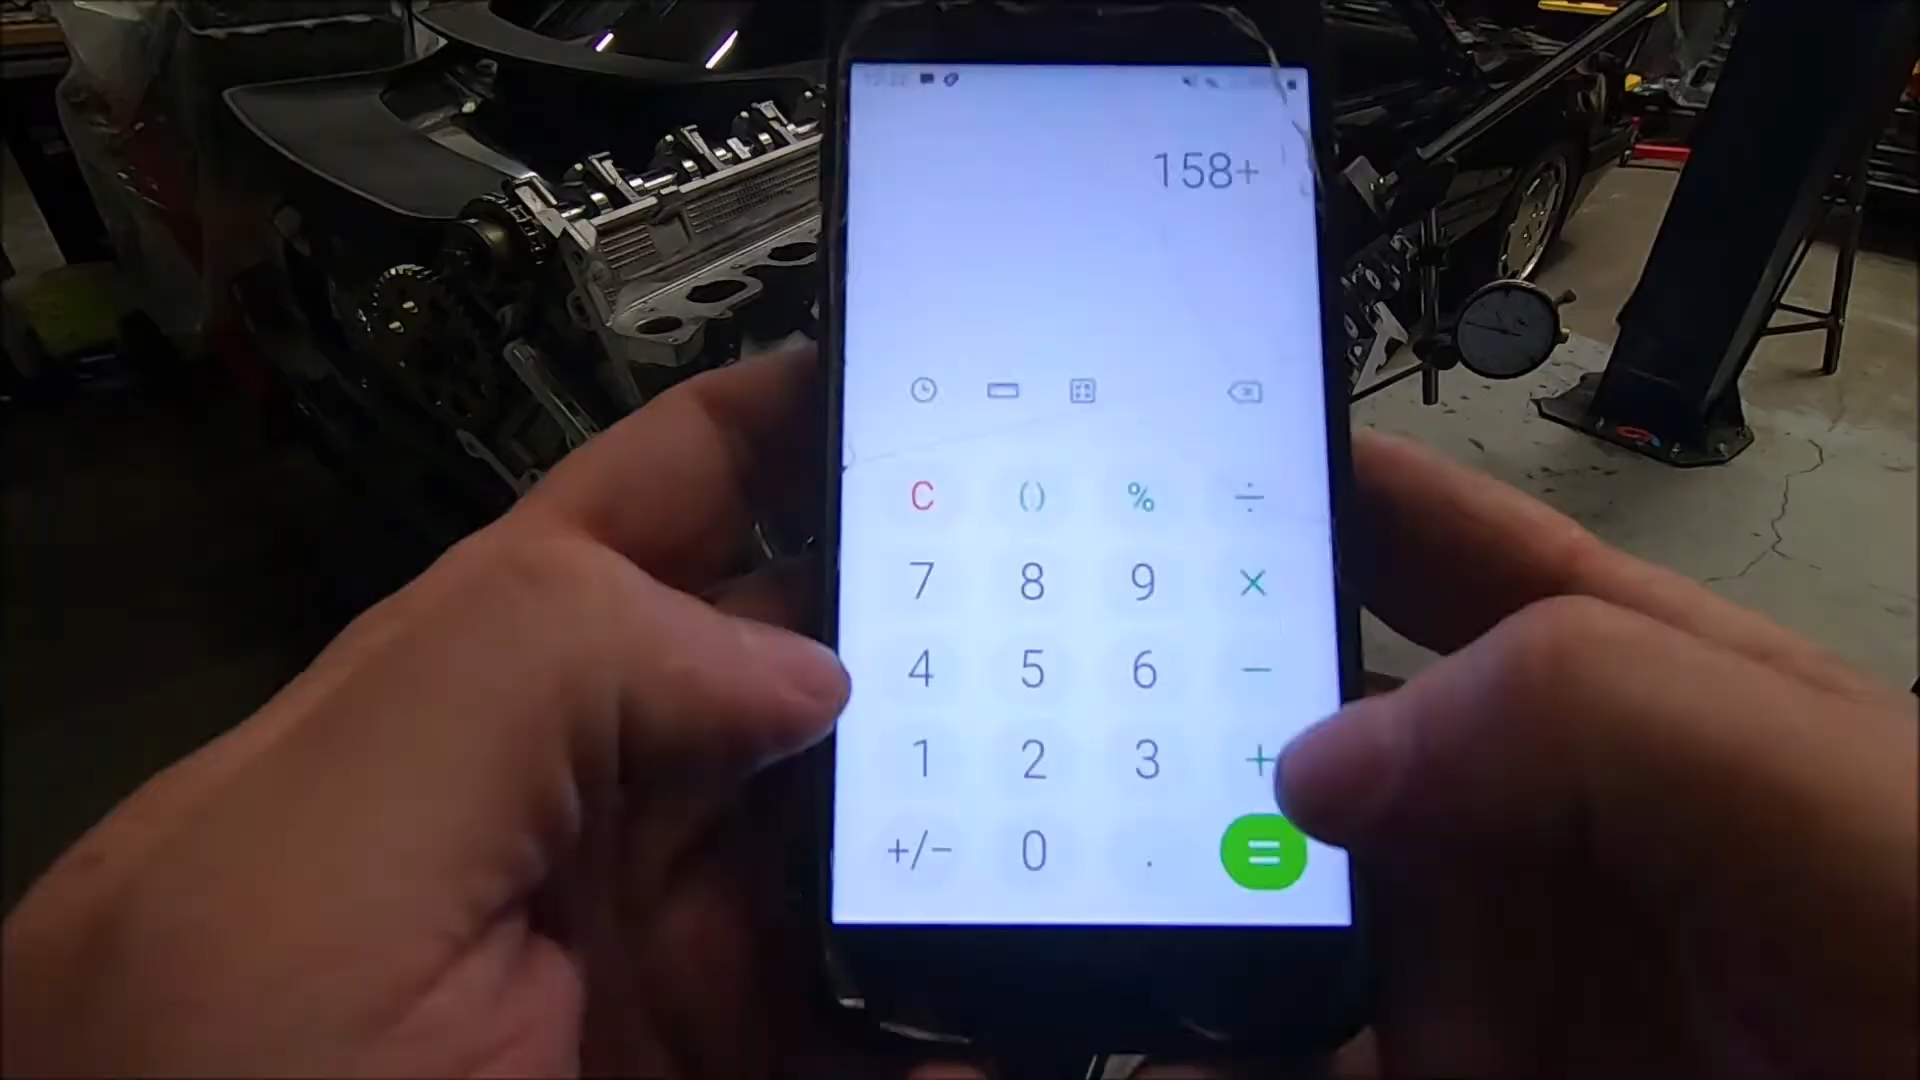 158+
C () % ÷
7 8 9 ×
4 5 6 −
1 2 3 +
+/− 0 . =